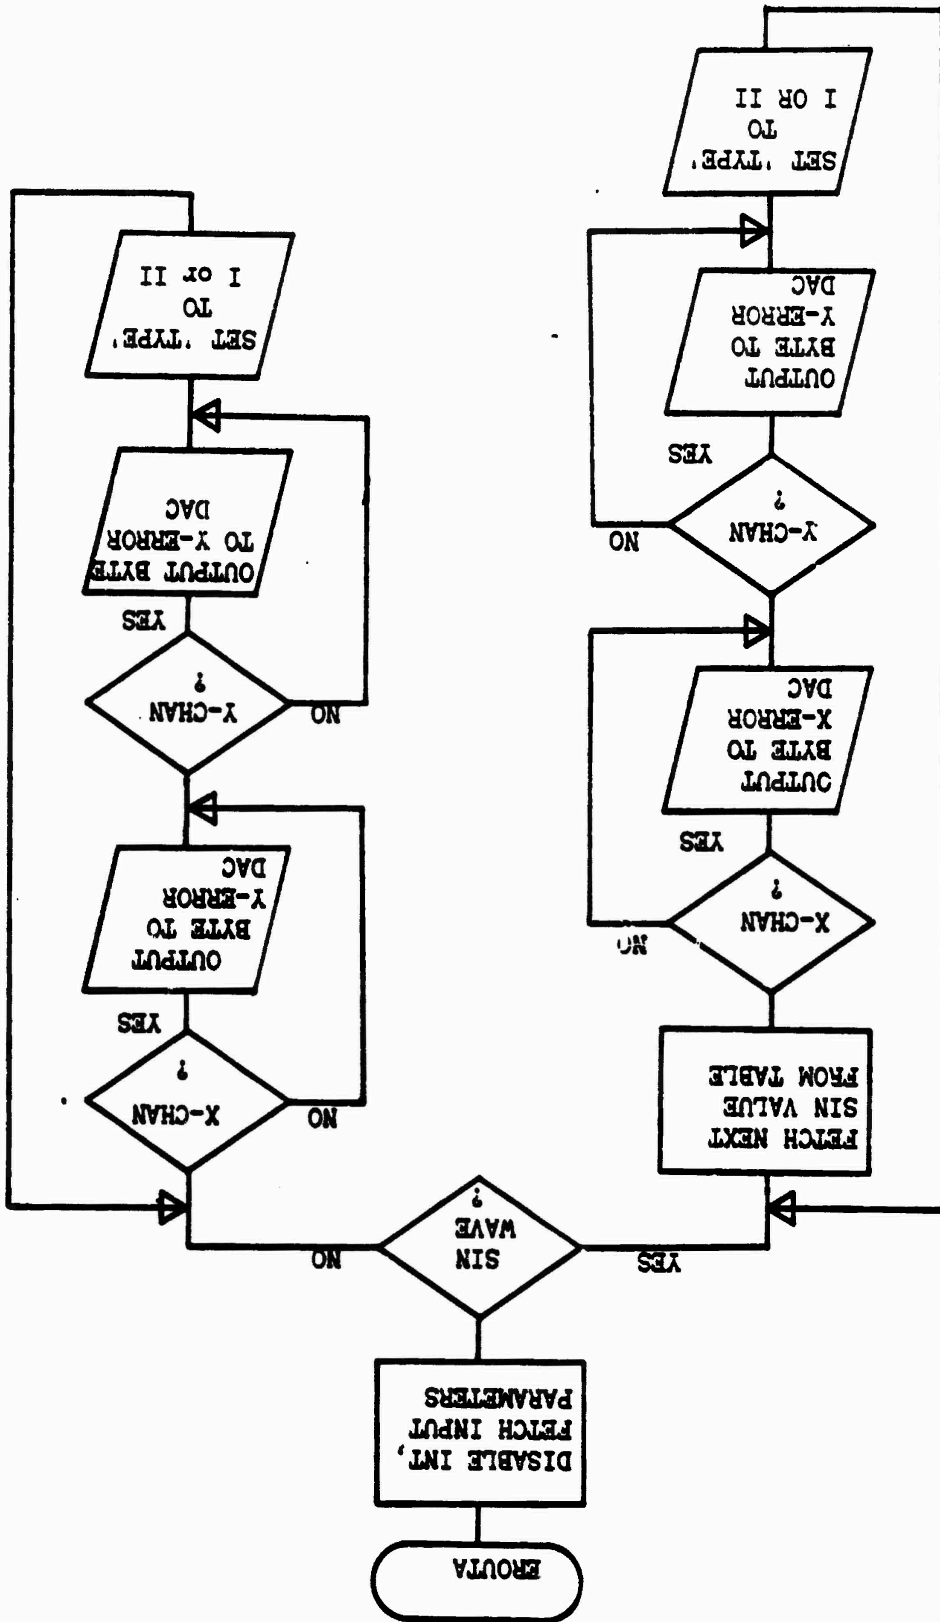 EROUTA
DISABLE INT,
FETCH INPUT
PARAMETERS
SIN
WAVE
?
YES
NO
FETCH NEXT
SIN VALUE
FROM TABLE
X-CHAN
?
NO
YES
OUTPUT
BYTE TO
X-ERROR
DAC
Y-CHAN
?
NO
YES
OUTPUT
BYTE TO
Y-ERROR
DAC
SET 'TYPE'
TO
I OR II
X-CHAN
?
NO
YES
OUTPUT
BYTE TO
Y-ERROR
DAC
Y-CHAN
?
NO
YES
OUTPUT BYTE
TO Y-ERROR
DAC
SET 'TYPE'
TO
I or II